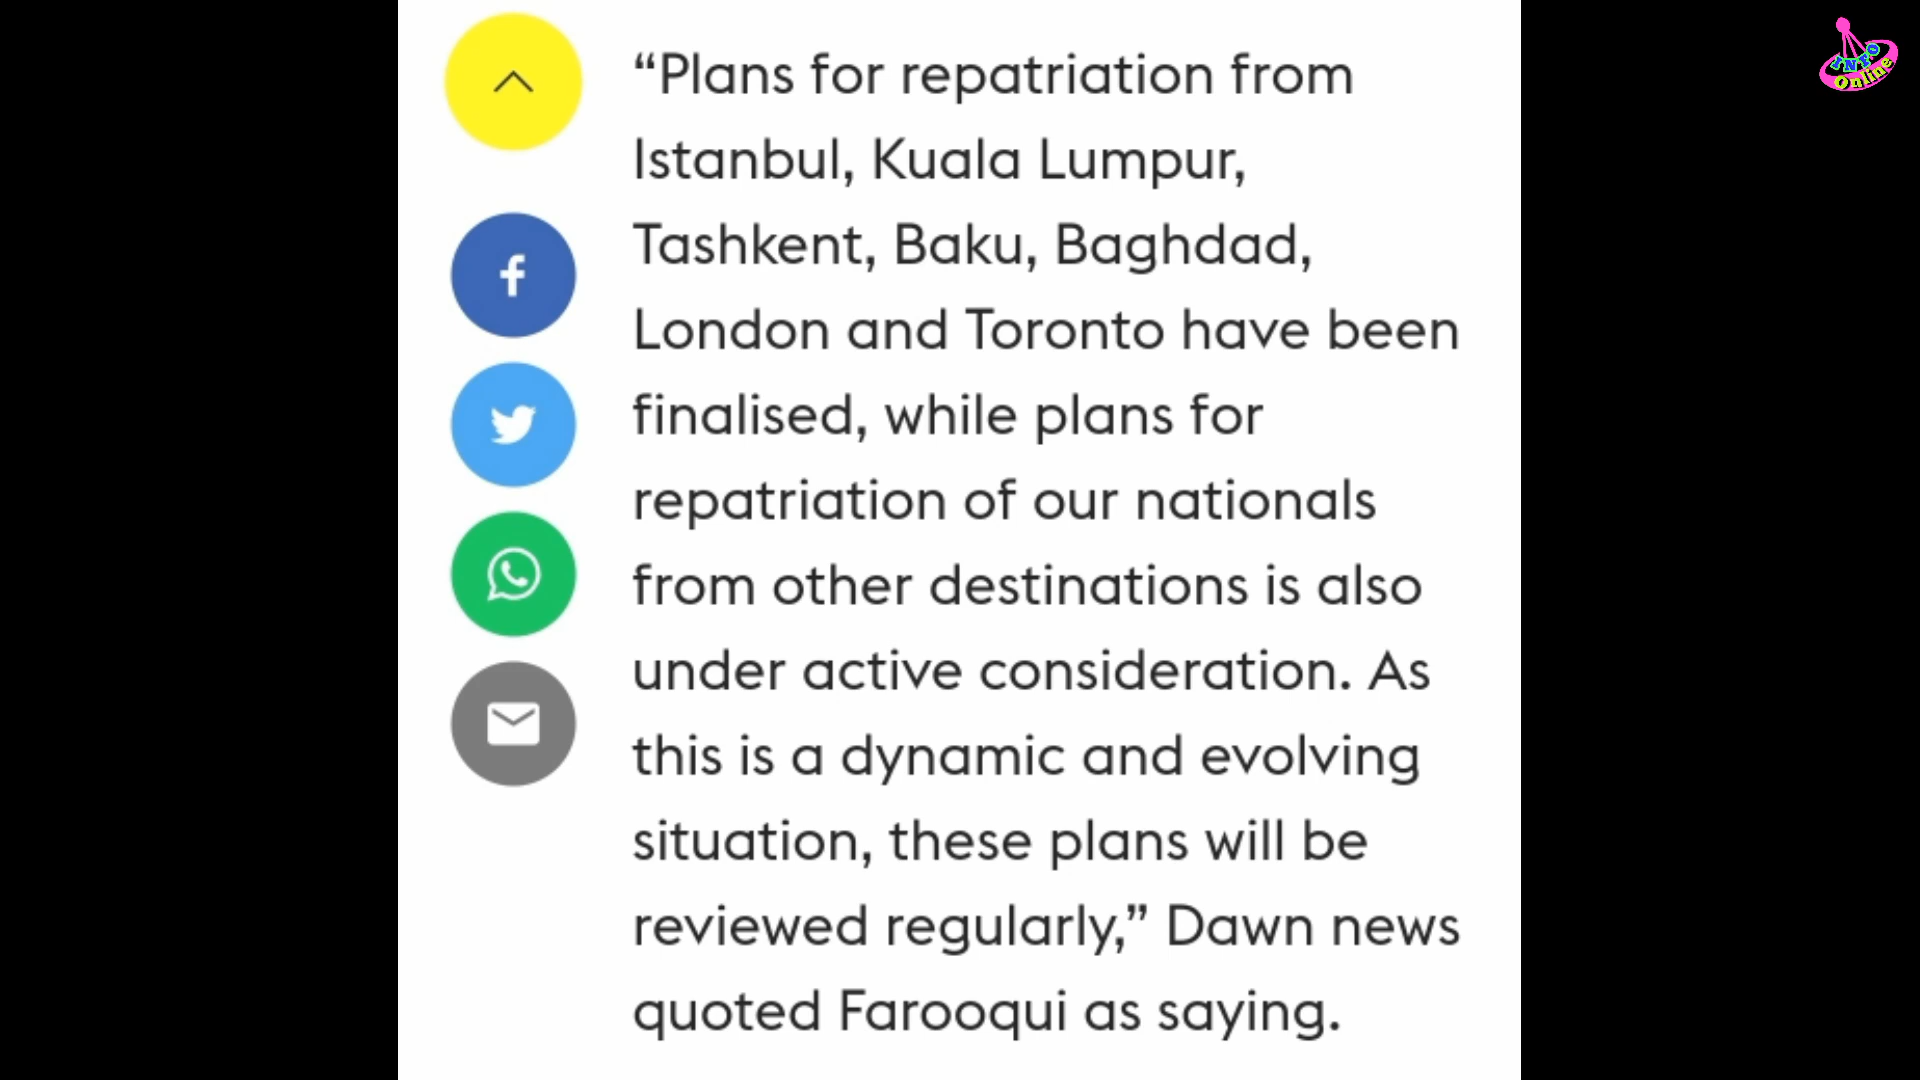 “Plans for repatriation from
Istanbul, Kuala Lumpur,
Tashkent, Baku, Baghdad,
London and Toronto have been
finalised, while plans for
repatriation of our nationals
from other destinations is also
under active consideration. As
this is a dynamic and evolving
situation, these plans will be
reviewed regularly,” Dawn news
quoted Farooqui as saying.
INFO
Online